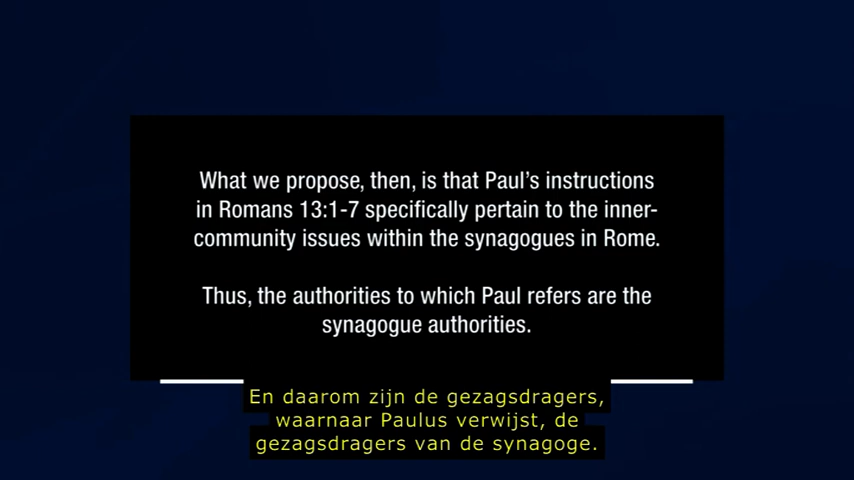 What we propose, then, is that Paul's instructions
in Romans 13:1-7 specifically pertain to the inner-
community issues within the synagogues in Rome.
Thus, the authorities to which Paul refers are the
synagogue authorities.
En daarom zijn de gezagsdragers,
waarnaar Paulus verwijst, de
gezagsdragers van de synagoge.